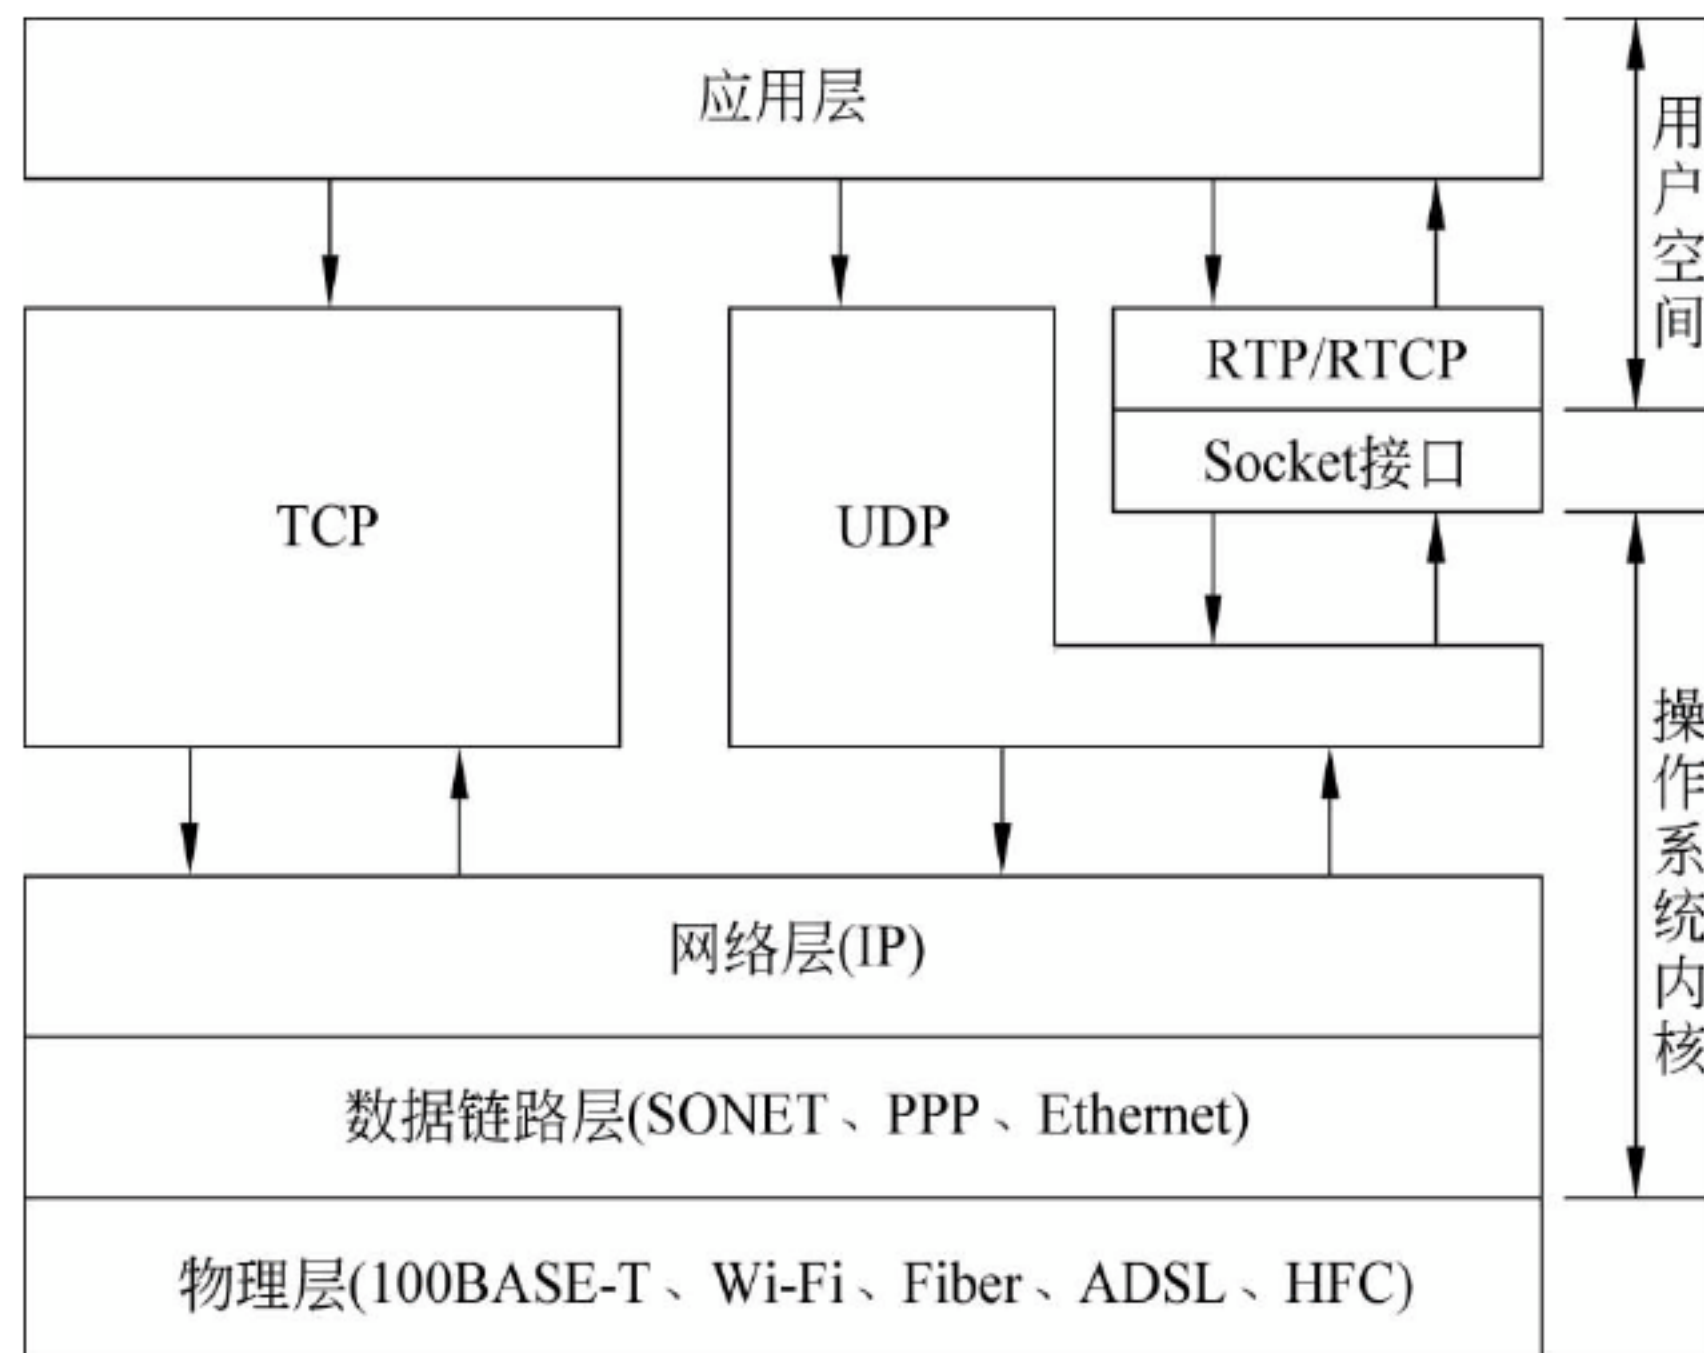 应用层
用户空间
RTP/RTCP
Socket接口
TCP
UDP
操作系统内核
网络层(IP)
数据链路层(SONET、PPP、Ethernet)
物理层(100BASE-T、Wi-Fi、Fiber、ADSL、HFC)